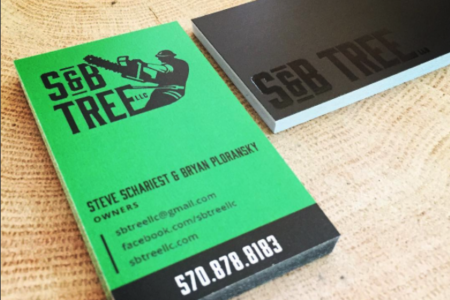 S&B
TREE LLC
STEVE SCHARIEST & BRYAN PLORANSKY
OWNERS
sbtreellc@gmail.com
facebook.com/sbtreellc
sbtreellc.com
570.878.8183
S&B TREE